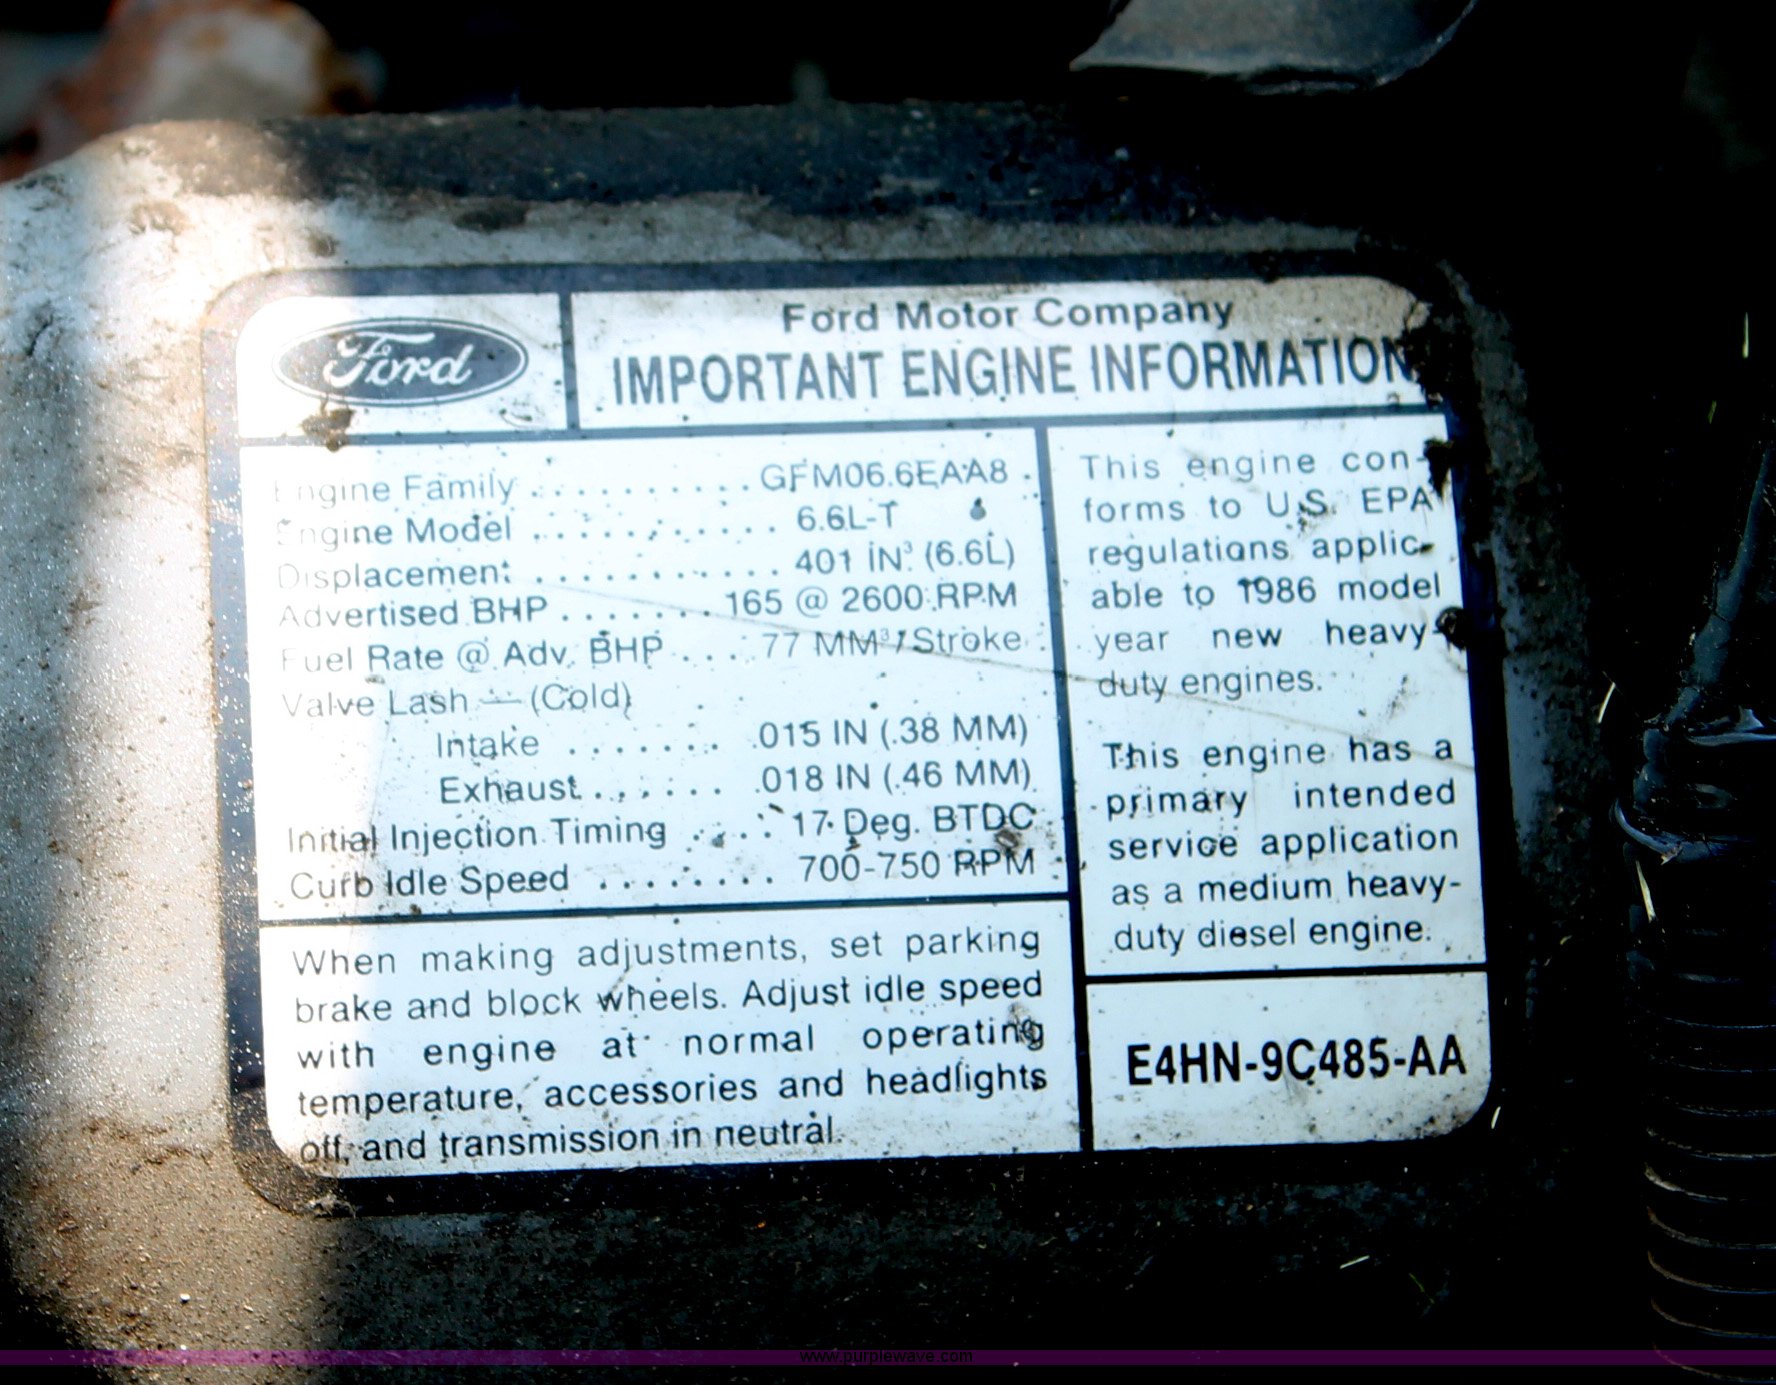 Ford
Ford Motor Company
IMPORTANT ENGINE INFORMATION
Engine Family . . . . . . . . . . GFM06.6EAA8
Engine Model . . . . . . . . . . . 6.6L-T
Displacement . . . . . . . . . . . 401 IN³ (6.6L)
Advertised BHP . . . . . . . 165 @ 2600 RPM
Fuel Rate @ Adv. BHP . . . . 77 MM³/Stroke
Valve Lash — (Cold)
Intake . . . . . . . .015 IN (.38 MM)
Exhaust . . . . . . .018 IN (.46 MM)
Initial Injection Timing . . . . 17 Deg. BTDC
Curb Idle Speed . . . . . . . . 700-750 RPM
When making adjustments, set parking
brake and block wheels. Adjust idle speed
with engine at normal operating
temperature, accessories and headlights
off, and transmission in neutral.
This engine con-
forms to U.S. EPA
regulations applic-
able to 1986 model
year new heavy-
duty engines.
This engine has a
primary intended
service application
as a medium heavy-
duty diesel engine.
E4HN-9C485-AA
www.purplewave.com